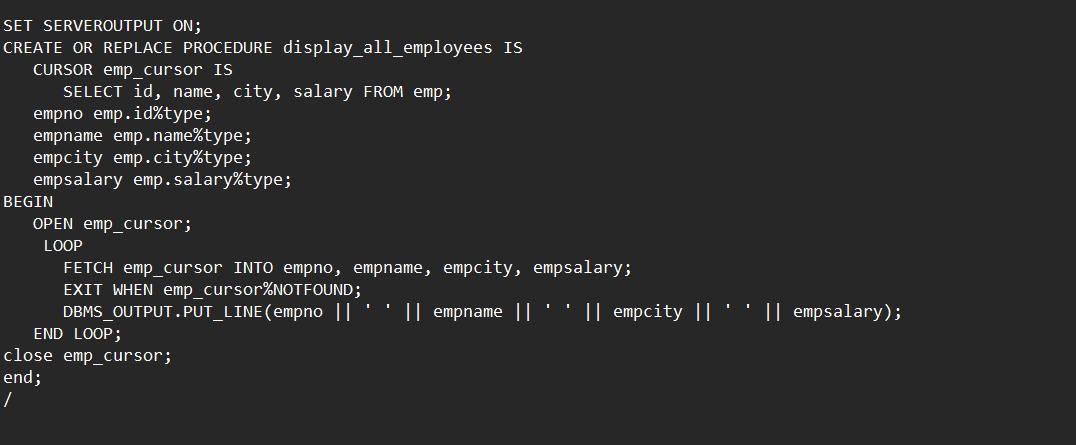 SET SERVEROUTPUT ON;
CREATE OR REPLACE PROCEDURE display_all_employees IS
   CURSOR emp_cursor IS
      SELECT id, name, city, salary FROM emp;
   empno emp.id%type;
   empname emp.name%type;
   empcity emp.city%type;
   empsalary emp.salary%type;
BEGIN
   OPEN emp_cursor;
    LOOP
      FETCH emp_cursor INTO empno, empname, empcity, empsalary;
      EXIT WHEN emp_cursor%NOTFOUND;
      DBMS_OUTPUT.PUT_LINE(empno || ' ' || empname || ' ' || empcity || ' ' || empsalary);
   END LOOP;
close emp_cursor;
end;
/